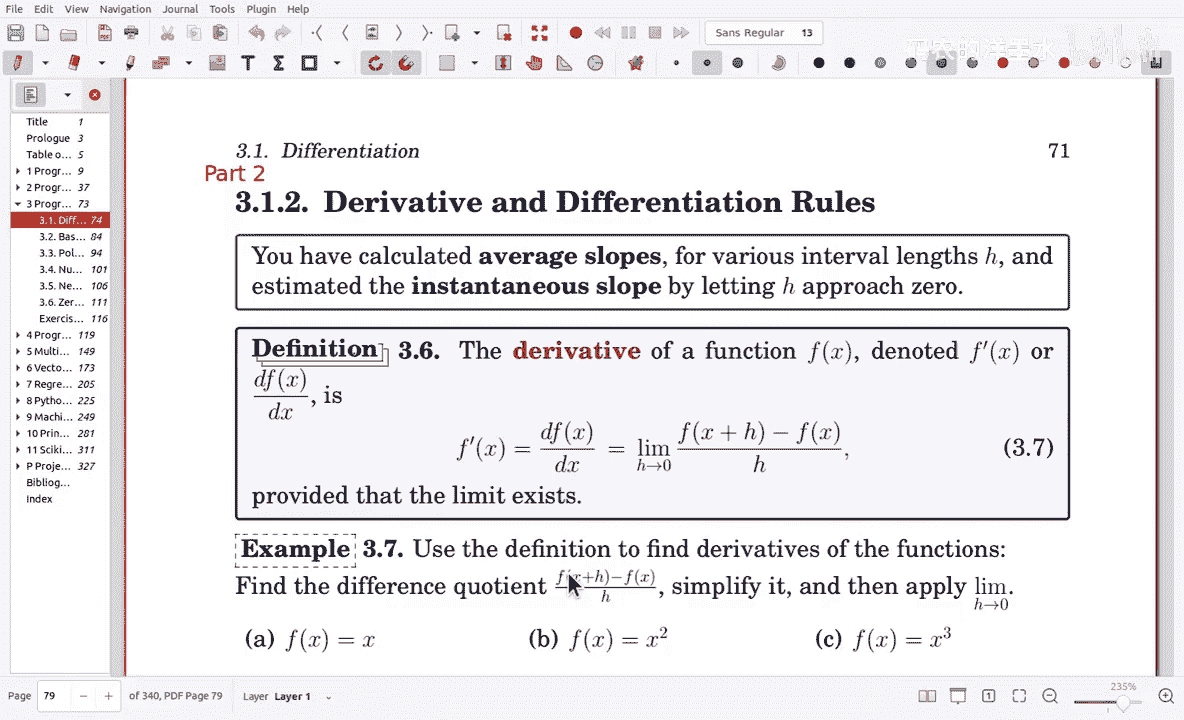 File Edit View Navigation Journal Tools Plugin Help
Sans Regular 13
Title 1
Prologue 3
Table o... 5
1 Progr... 9
2 Progr... 37
3 Progr... 73
3.1. Diff... 74
3.2. Bas... 84
3.3. Pol... 94
3.4. Nu... 101
3.5. Ne... 106
3.6. Zer... 111
Exercis... 116
4 Progr... 119
5 Multi... 149
6 Vecto... 173
7 Regre... 205
8 Pytho... 225
9 Machi... 249
10 Prin... 281
11 Sciki... 311
P Proje... 327
Bibliog...
Index
3.1. Differentiation 71
Part 2
3.1.2. Derivative and Differentiation Rules
You have calculated average slopes, for various interval lengths h, and
estimated the instantaneous slope by letting h approach zero.
Definition 3.6. The derivative of a function f(x), denoted f′(x) or
df(x)/dx, is
f′(x) = df(x)/dx = lim h→0 f(x + h) − f(x)/h, (3.7)
provided that the limit exists.
Example 3.7. Use the definition to find derivatives of the functions:
Find the difference quotient f(x+h)−f(x)/h, simplify it, and then apply lim h→0.
(a) f(x) = x (b) f(x) = x² (c) f(x) = x³
Page 79 − + of 340, PDF Page 79 Layer Layer 1 235%